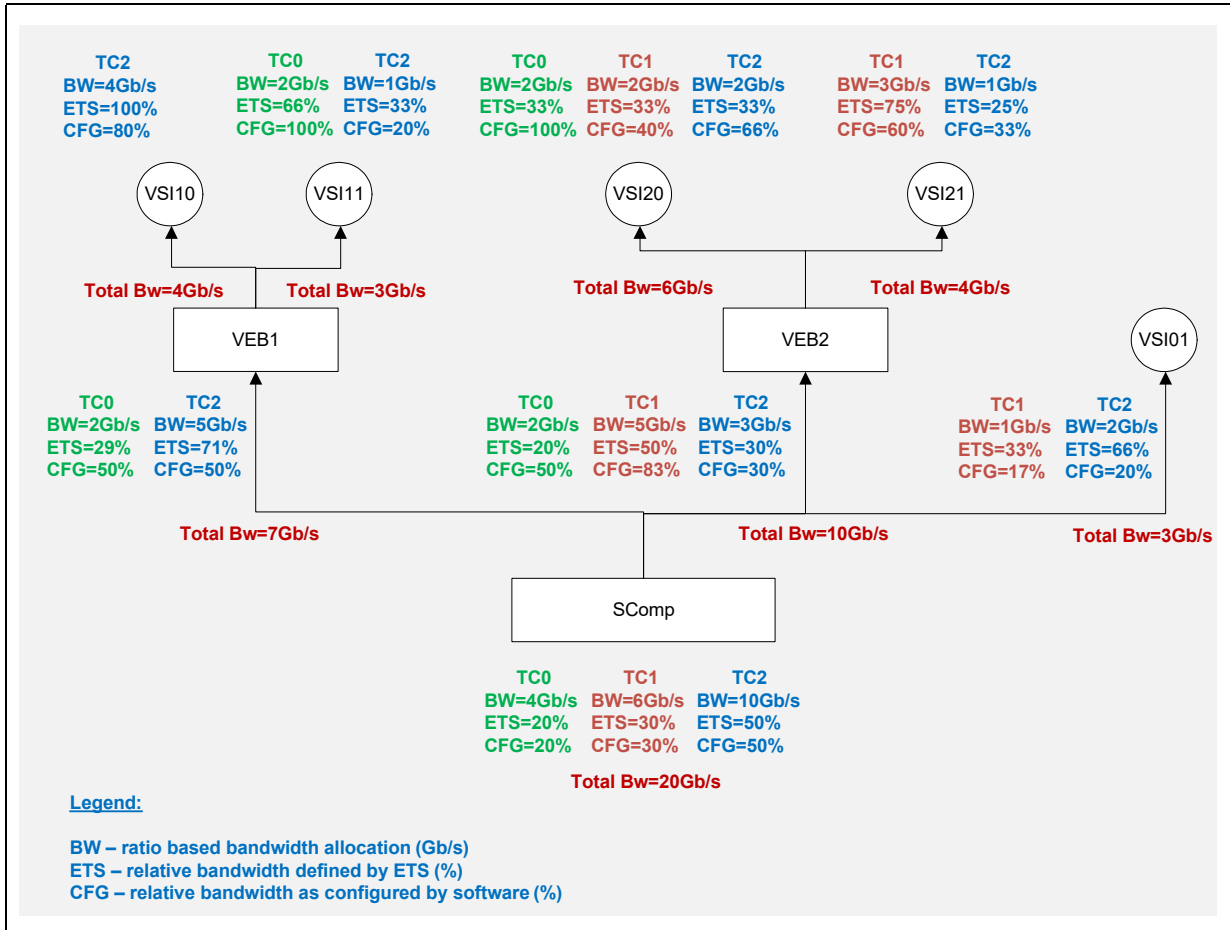 TC2
BW=4Gb/s
ETS=100%
CFG=80%
TC0
BW=2Gb/s
ETS=66%
CFG=100%
TC2
BW=1Gb/s
ETS=33%
CFG=20%
TC0
BW=2Gb/s
ETS=33%
CFG=100%
TC1
BW=2Gb/s
ETS=33%
CFG=40%
TC2
BW=2Gb/s
ETS=33%
CFG=66%
TC1
BW=3Gb/s
ETS=75%
CFG=60%
TC2
BW=1Gb/s
ETS=25%
CFG=33%
VSI10
VSI11
VSI20
VSI21
Total Bw=4Gb/s
Total Bw=3Gb/s
Total Bw=6Gb/s
Total Bw=4Gb/s
VEB1
VEB2
VSI01
TC0
BW=2Gb/s
ETS=29%
CFG=50%
TC2
BW=5Gb/s
ETS=71%
CFG=50%
TC0
BW=2Gb/s
ETS=20%
CFG=50%
TC1
BW=5Gb/s
ETS=50%
CFG=83%
TC2
BW=3Gb/s
ETS=30%
CFG=30%
TC1
BW=1Gb/s
ETS=33%
CFG=17%
TC2
BW=2Gb/s
ETS=66%
CFG=20%
Total Bw=7Gb/s
Total Bw=10Gb/s
Total Bw=3Gb/s
SComp
TC0
BW=4Gb/s
ETS=20%
CFG=20%
TC1
BW=6Gb/s
ETS=30%
CFG=30%
TC2
BW=10Gb/s
ETS=50%
CFG=50%
Total Bw=20Gb/s
Legend:
BW – ratio based bandwidth allocation (Gb/s)
ETS – relative bandwidth defined by ETS (%)
CFG – relative bandwidth as configured by software (%)